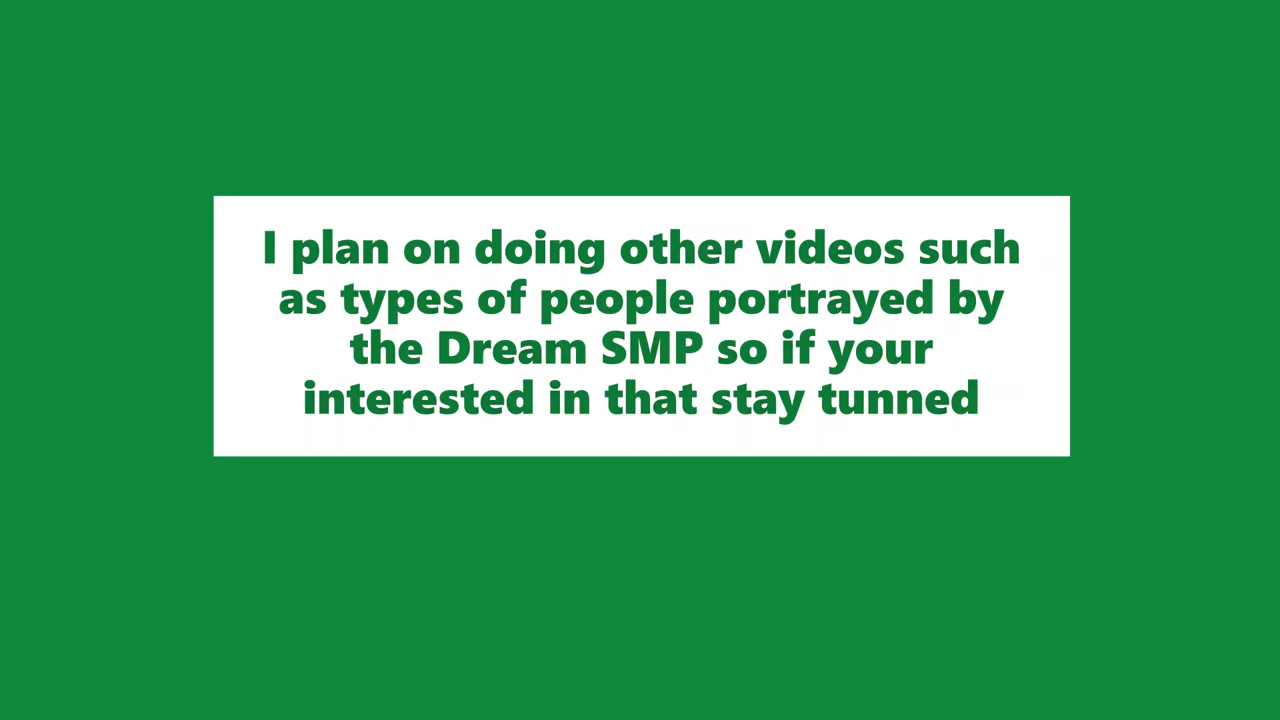 I plan on doing other videos such
as types of people portrayed by
the Dream SMP so if your
interested in that stay tunned